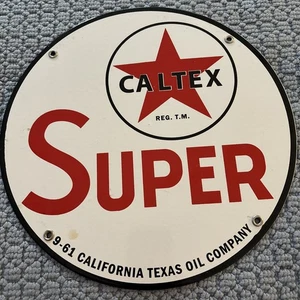 CALTEX
REG. T.M.
SUPER
9-61 CALIFORNIA TEXAS OIL COMPANY